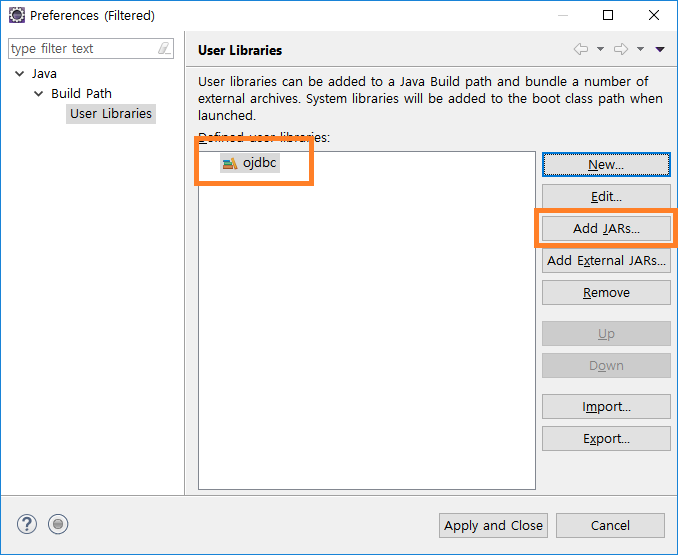 Preferences (Filtered)
type filter text
Java
Build Path
User Libraries
User Libraries
User libraries can be added to a Java Build path and bundle a number of
external archives. System libraries will be added to the boot class path when
launched.
Defined user libraries:
ojdbc
New...
Edit...
Add JARs...
Add External JARs...
Remove
Up
Down
Import...
Export...
?
Apply and Close
Cancel